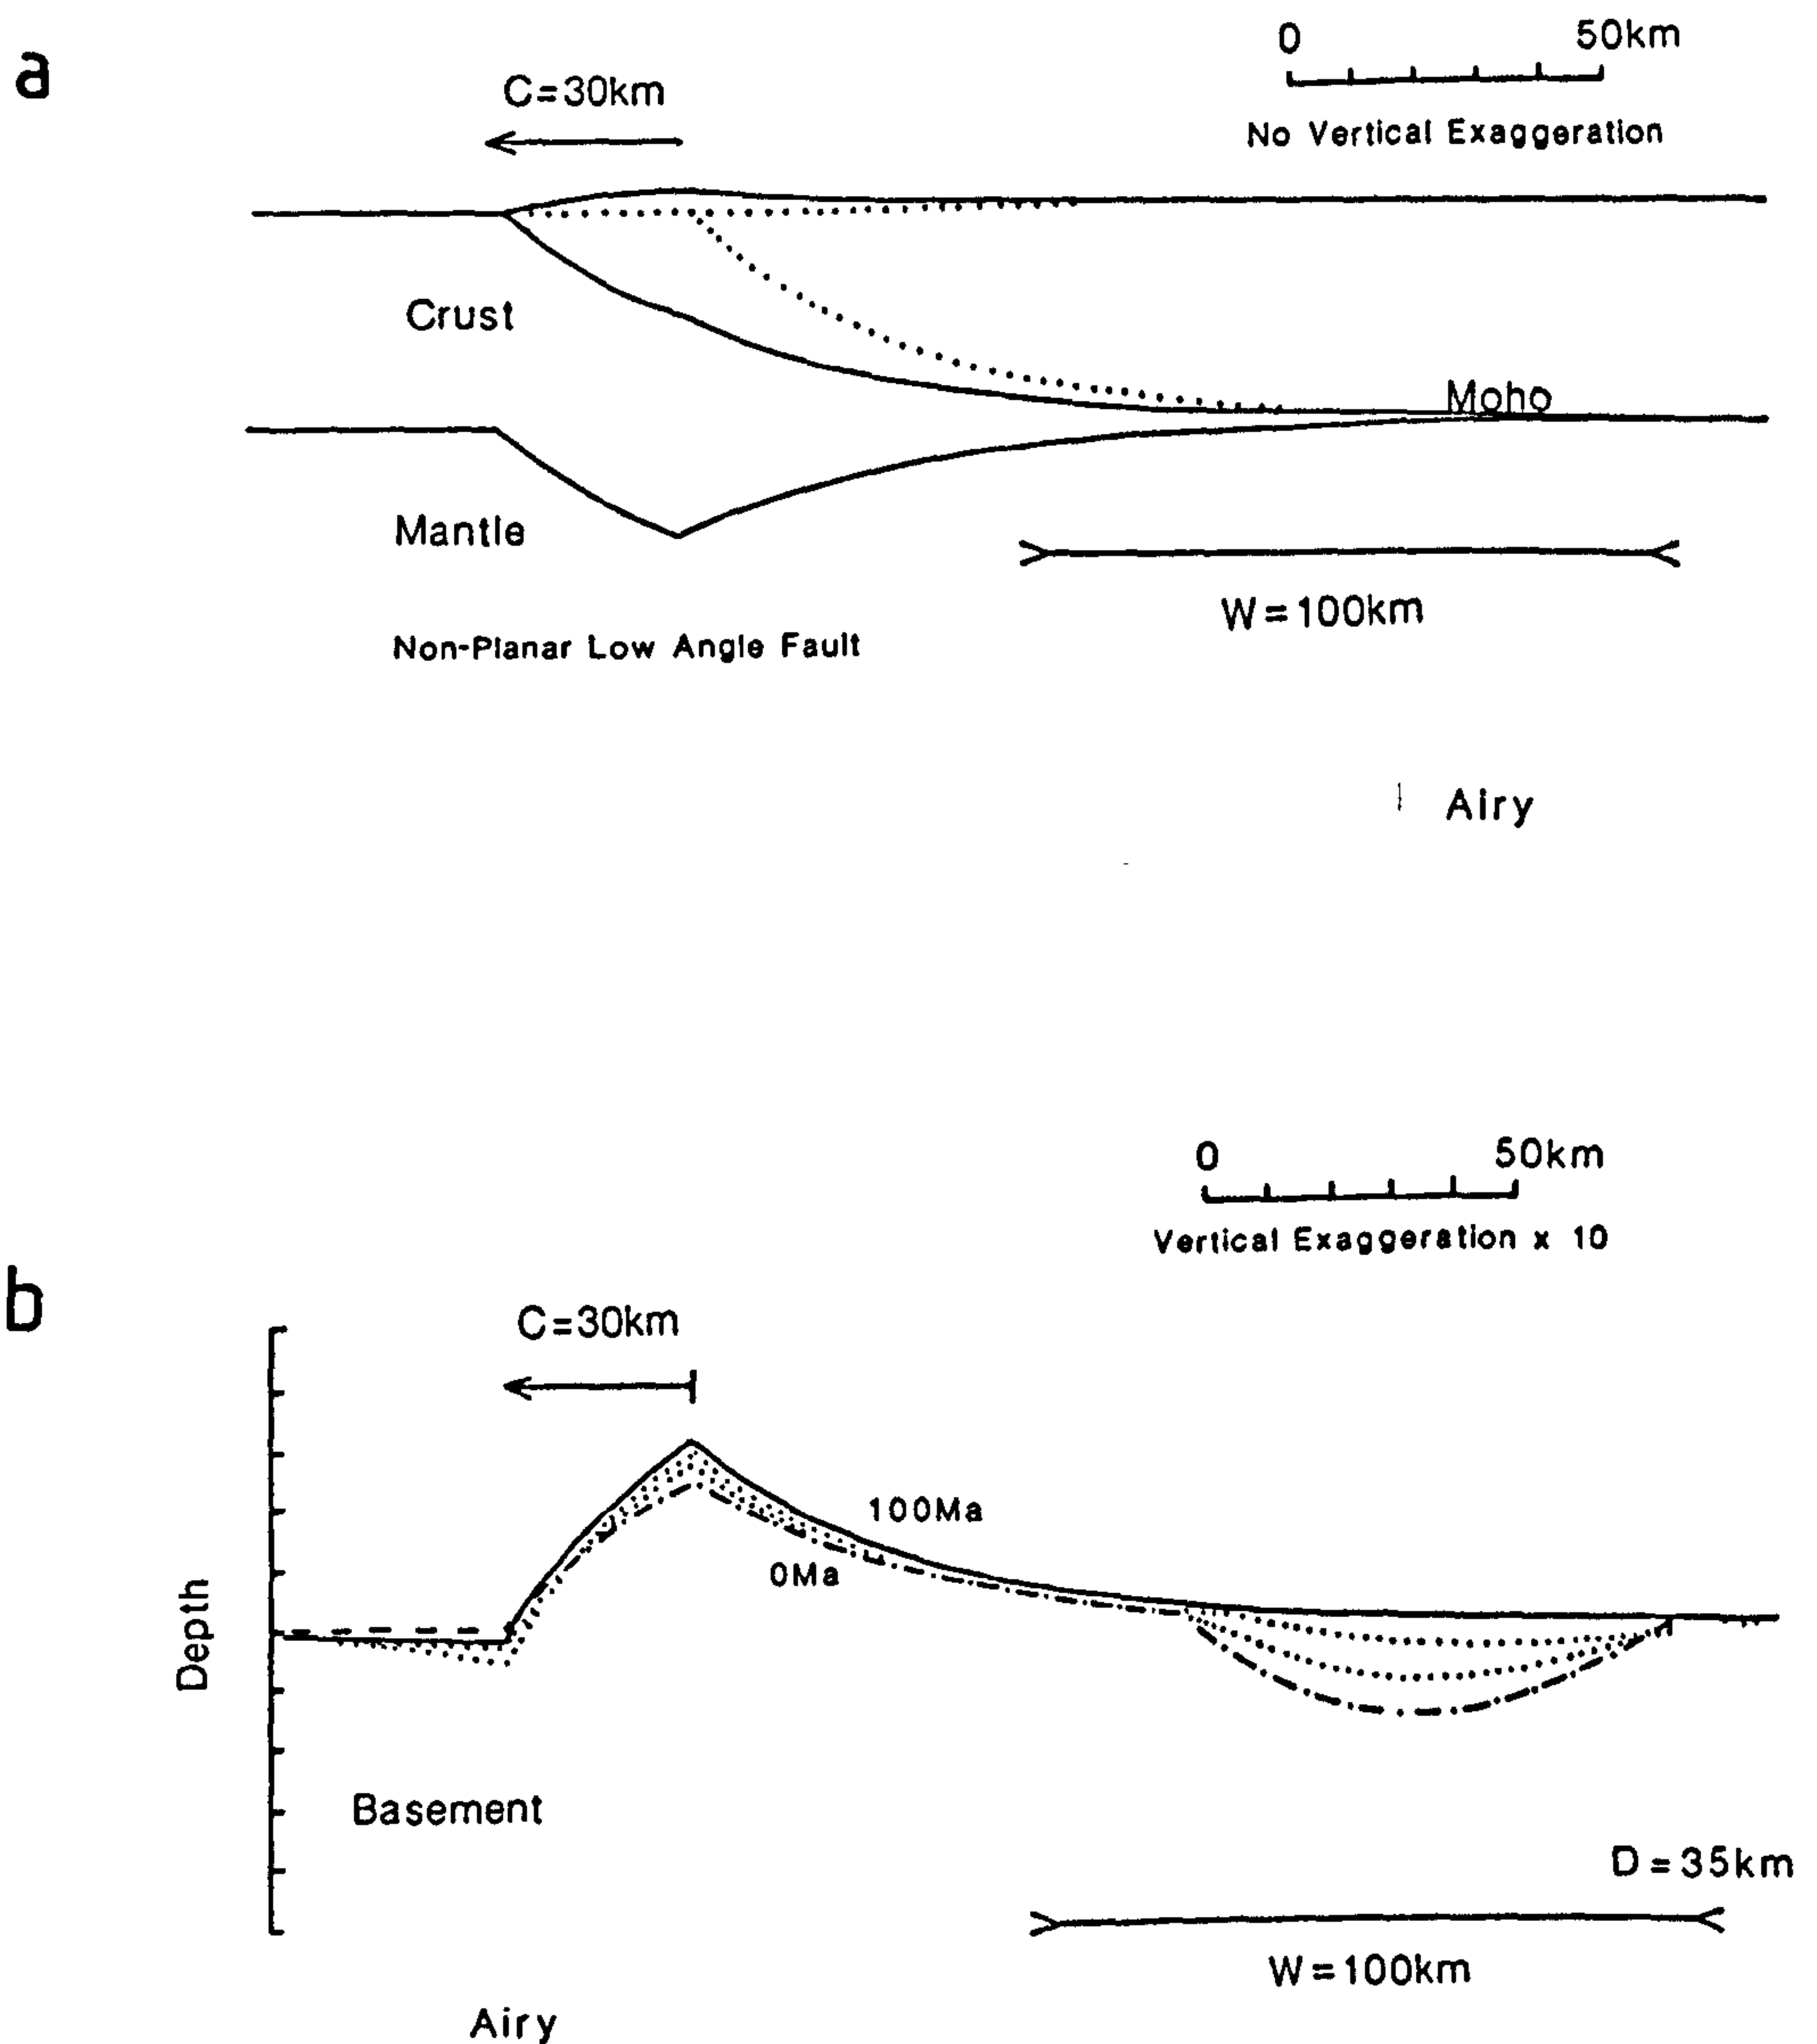 a
0 50km
C=30km
No Vertical Exaggeration
Crust
Moho
Mantle
W=100km
Non-Planar Low Angle Fault
Airy
0 50km
Vertical Exaggeration x 10
b
C=30km
100Ma
0Ma
Depth
Basement
D=35km
W=100km
Airy